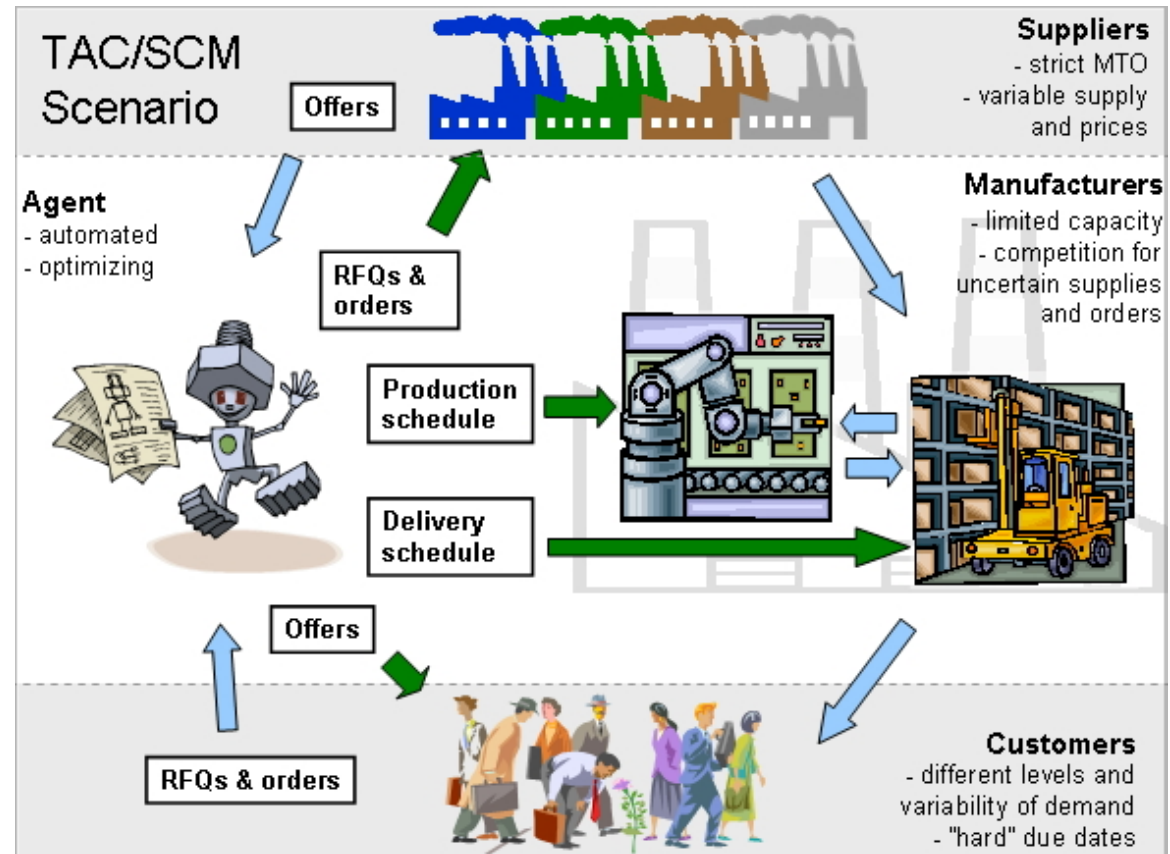 TAC/SCM
Scenario
Offers
Suppliers
- strict MTO
- variable supply
and prices
Agent
- automated
- optimizing
RFQs &
orders
Manufacturers
- limited capacity
- competition for
uncertain supplies
and orders
Production
schedule
Delivery
schedule
Offers
RFQs & orders
Customers
- different levels and
variability of demand
- "hard" due dates